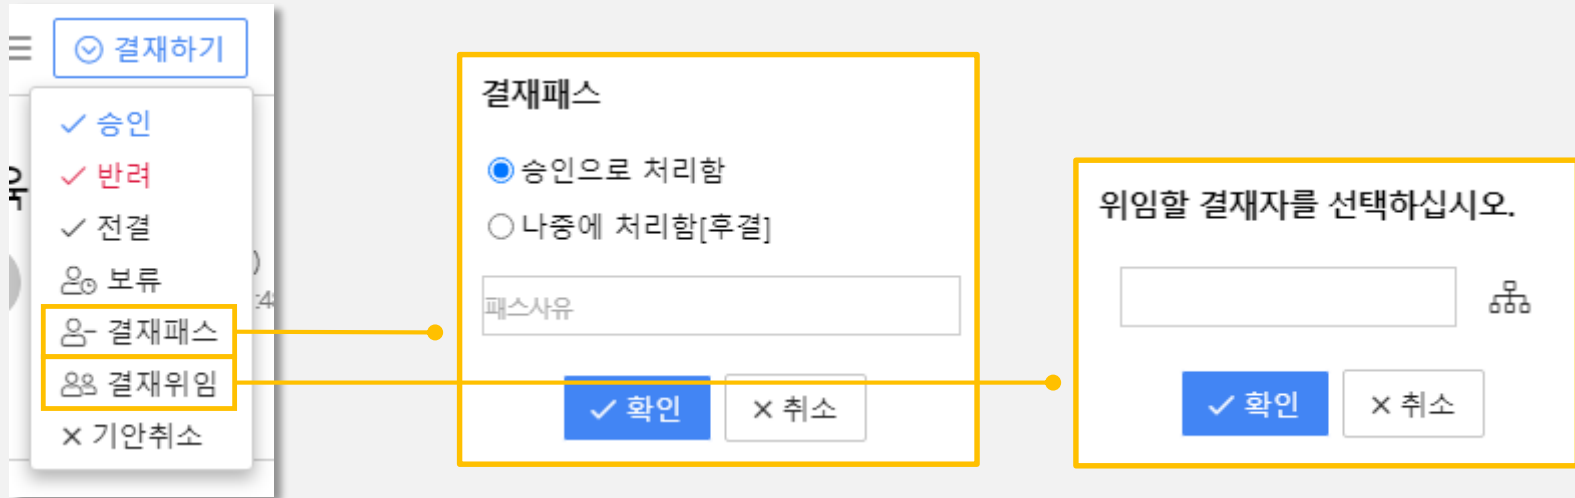 결재하기
승인
반려
전결
보류
결재패스
결재위임
기안취소
결재패스
승인으로 처리함
나중에 처리함[후결]
패스사유
확인
취소
위임할 결재자를 선택하십시오.
확인
취소